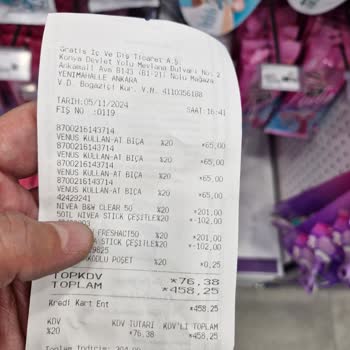 Gratis İç Ve Dış Ticaret A.Ş.
Konya Devlet Yolu Mevlana Bulvarı No: 2
Ankamall Avm B143 (B1-21) Nolu Mağaza
YENİMAHALLE ANKARA
V.D. Boğaziçi Kur. V.N. 4110356188
TARİH:05/11/2024 SAAT:16:41
FİŞ NO :0119
8700216143714
VENUS KULLAN-AT BIÇA %20 *65,00
8700216143714
VENUS KULLAN-AT BIÇA %20 *65,00
8700216143714
VENUS KULLAN-AT BIÇA %20 *65,00
8700216143714
VENUS KULLAN-AT BIÇA %20 *65,00
42429241
NIVEA B&W CLEAR 50 %20 *201,00
50TL NIVEA STICK ÇEŞİTLE %20 *-102,00
FRESHACT50 %20 *201,00
STICK ÇEŞİTLE %20 *-102,00
9825
POŞET %20 *0,25
TOPKDV *76,38
TOPLAM *458,25
Kredi Kart Ent *458,25
KDV KDV TUTARI KDV'Lİ TOPLAM
%20 *76,38 *458,25
Toplam İndirim: